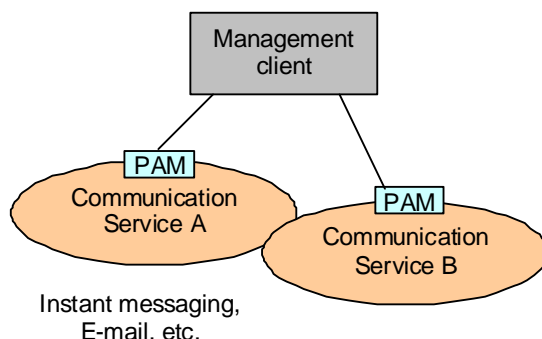 Management
client
PAM
Communication
Service A
PAM
Communication
Service B
Instant messaging,
E-mail, etc.